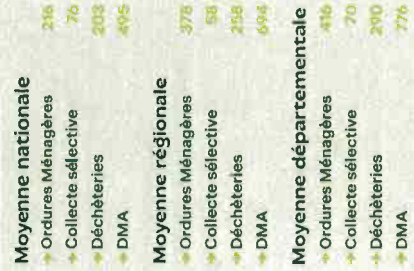 Moyenne nationale
Ordures Ménagères 216
Collecte sélective 76
Déchèteries 203
DMA 495
Moyenne régionale
Ordures Ménagères 378
Collecte sélective 58
Déchèteries 258
DMA 694
Moyenne départementale
Ordures Ménagères 416
Collecte sélective 70
Déchèteries 290
DMA 776